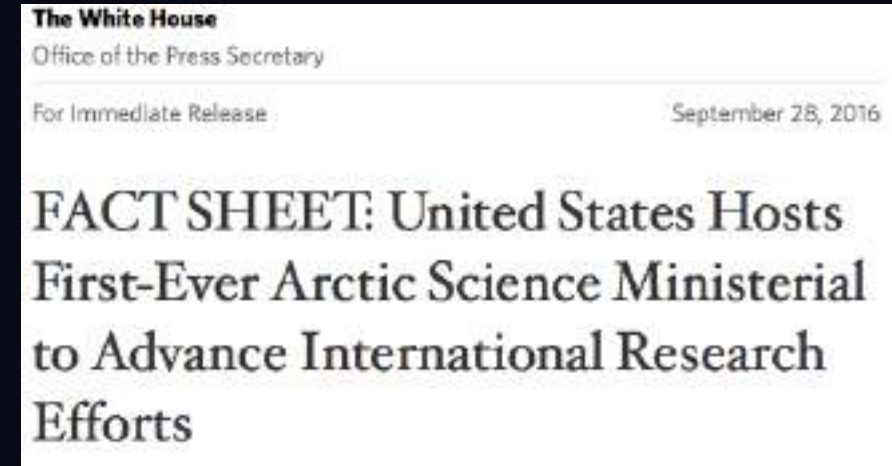 The White House
Office of the Press Secretary
For Immediate Release
September 28, 2016
FACT SHEET: United States Hosts
First-Ever Arctic Science Ministerial
to Advance International Research
Efforts